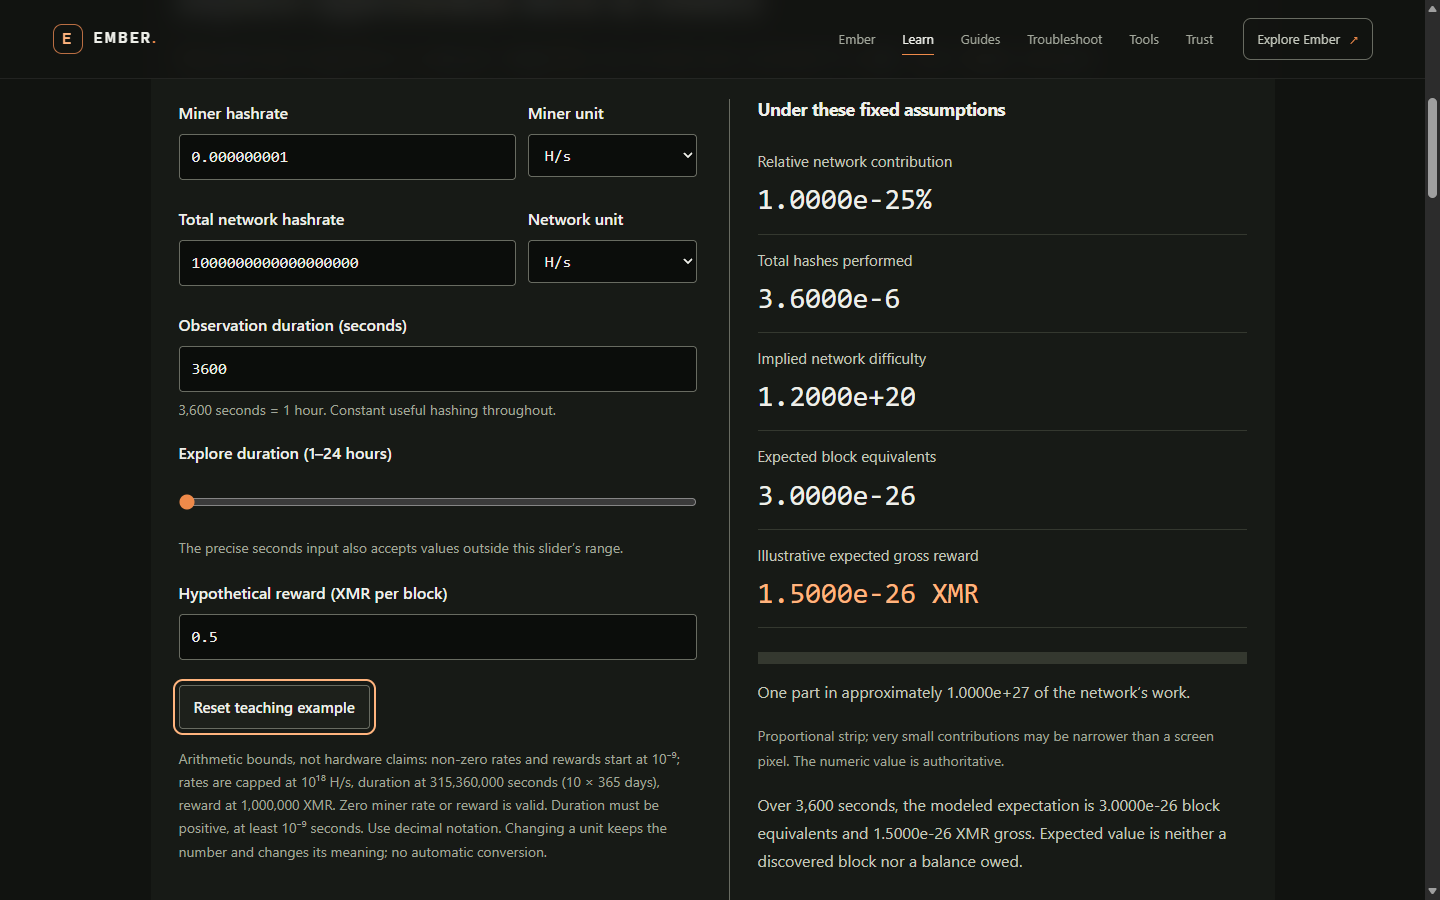 E EMBER.
Ember Learn Guides Troubleshoot Tools Trust Explore Ember ↗
Miner hashrate
0.000000001
Miner unit
H/s
Total network hashrate
1000000000000000000
Network unit
H/s
Observation duration (seconds)
3600
3,600 seconds = 1 hour. Constant useful hashing throughout.
Explore duration (1–24 hours)
The precise seconds input also accepts values outside this slider’s range.
Hypothetical reward (XMR per block)
0.5
Reset teaching example
Arithmetic bounds, not hardware claims: non-zero rates and rewards start at 10⁻⁹;
rates are capped at 10¹⁸ H/s, duration at 315,360,000 seconds (10 × 365 days),
reward at 1,000,000 XMR. Zero miner rate or reward is valid. Duration must be
positive, at least 10⁻⁹ seconds. Use decimal notation. Changing a unit keeps the
number and changes its meaning; no automatic conversion.
Under these fixed assumptions
Relative network contribution
1.0000e-25%
Total hashes performed
3.6000e-6
Implied network difficulty
1.2000e+20
Expected block equivalents
3.0000e-26
Illustrative expected gross reward
1.5000e-26 XMR
One part in approximately 1.0000e+27 of the network’s work.
Proportional strip; very small contributions may be narrower than a screen
pixel. The numeric value is authoritative.
Over 3,600 seconds, the modeled expectation is 3.0000e-26 block
equivalents and 1.5000e-26 XMR gross. Expected value is neither a
discovered block nor a balance owed.